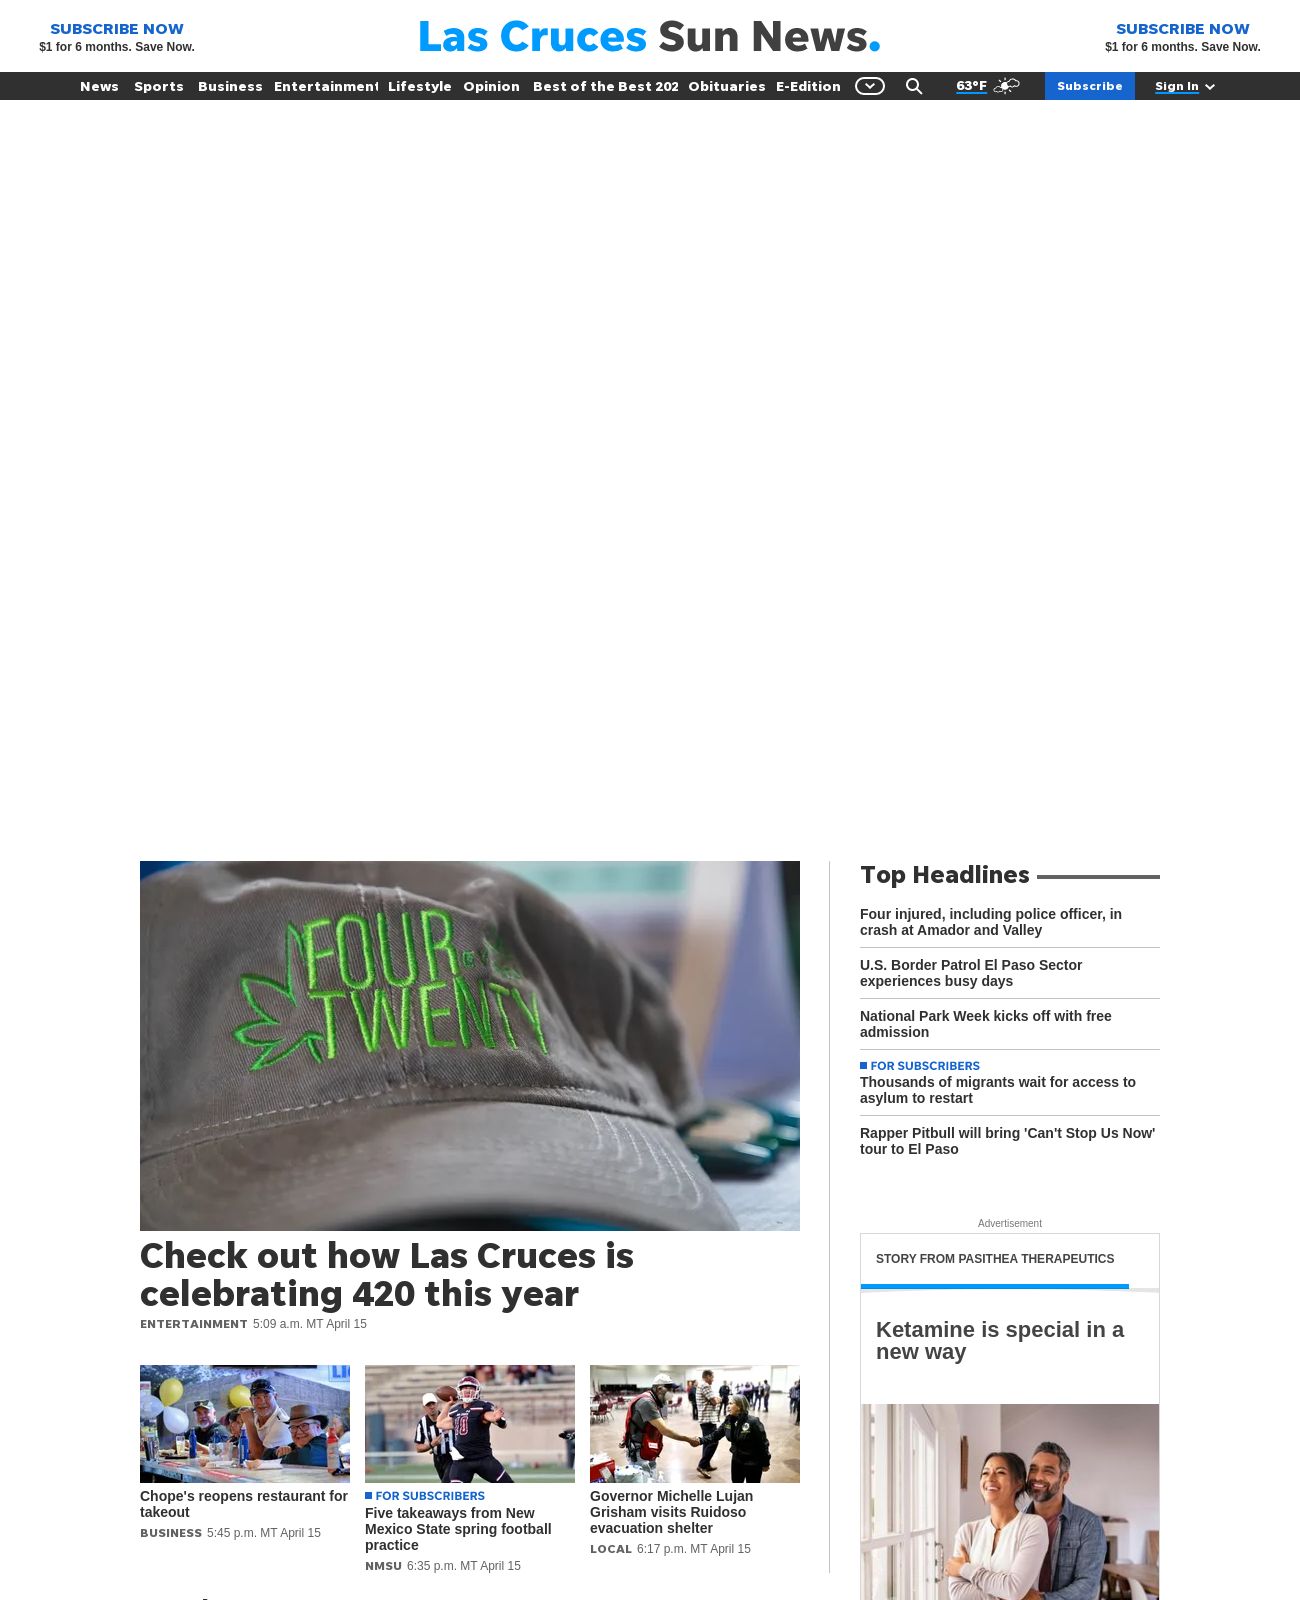 SUBSCRIBE NOW
$1 for 6 months. Save Now.
Las Cruces Sun News.
SUBSCRIBE NOW
$1 for 6 months. Save Now.
News Sports Business Entertainment Lifestyle Opinion Best of the Best 202 Obituaries E-Edition 63°F Subscribe Sign In
FOUR
TWENTY
Check out how Las Cruces is
celebrating 420 this year
ENTERTAINMENT 5:09 a.m. MT April 15
Chope's reopens restaurant for
takeout
BUSINESS 5:45 p.m. MT April 15
FOR SUBSCRIBERS
Five takeaways from New
Mexico State spring football
practice
NMSU 6:35 p.m. MT April 15
Governor Michelle Lujan
Grisham visits Ruidoso
evacuation shelter
LOCAL 6:17 p.m. MT April 15
Top Headlines
Four injured, including police officer, in
crash at Amador and Valley
U.S. Border Patrol El Paso Sector
experiences busy days
National Park Week kicks off with free
admission
FOR SUBSCRIBERS
Thousands of migrants wait for access to
asylum to restart
Rapper Pitbull will bring 'Can't Stop Us Now'
tour to El Paso
Advertisement
STORY FROM PASITHEA THERAPEUTICS
Ketamine is special in a
new way